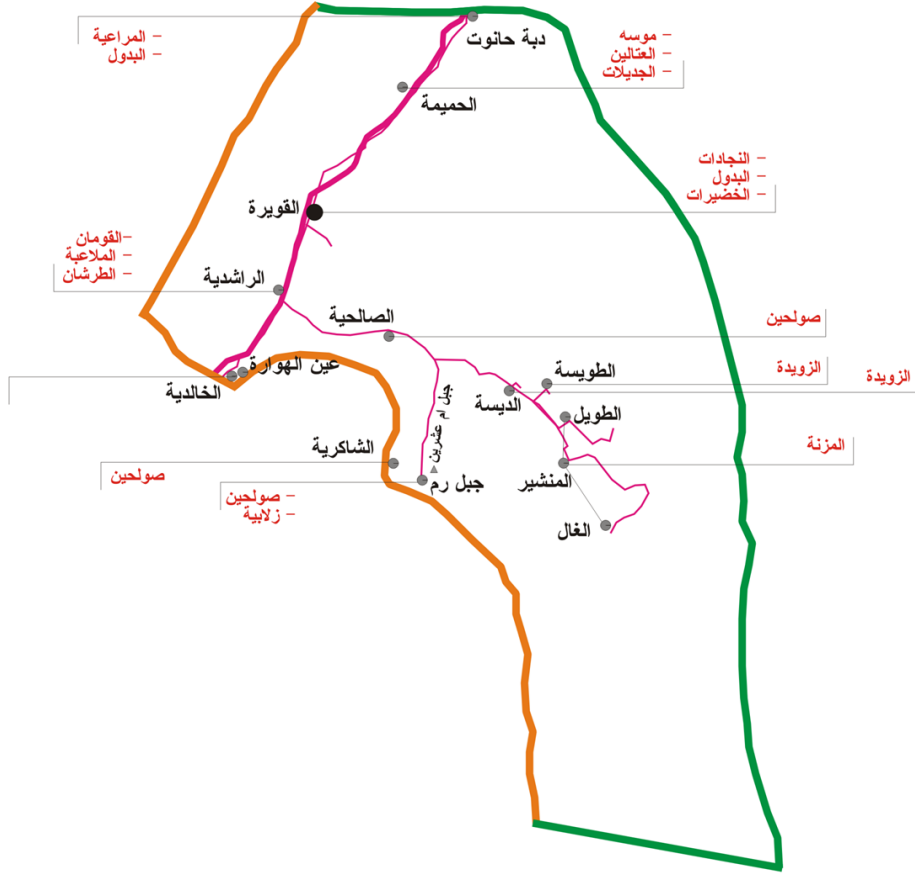 دبة حانوت
المراعية –
البدول –
موسه –
العتالين –
الجديلات –
الحميمة
النجادات –
البدول –
الخضيرات –
القويرة
القومان–
الملاعبة –
الطرشان –
الراشدية
الصالحية
صولحين
عين الهوارة
الخالدية
الطويسة
الزويدة
الزويدة
الديسة
الطويل
جبل ام عشرين
الشاكرية
المزنة
صولحين
المنشير
جبل رم
صولحين –
زلابية –
الغال